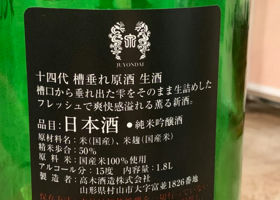 JUYONDAI
十四代 槽垂れ原酒 生酒
槽口から垂れ出た雫をそのまま生詰めした
フレッシュで爽快感溢れる薫る新酒。
品目：日本酒 ●純米吟醸酒
原材料名：米(国産)、米麹(国産米)
精米歩合：50%
原料米：国産米100%使用
アルコール分：15度 内容量：1.8L
製造者：高木酒造株式会社
山形県村山市大字富並1826番地